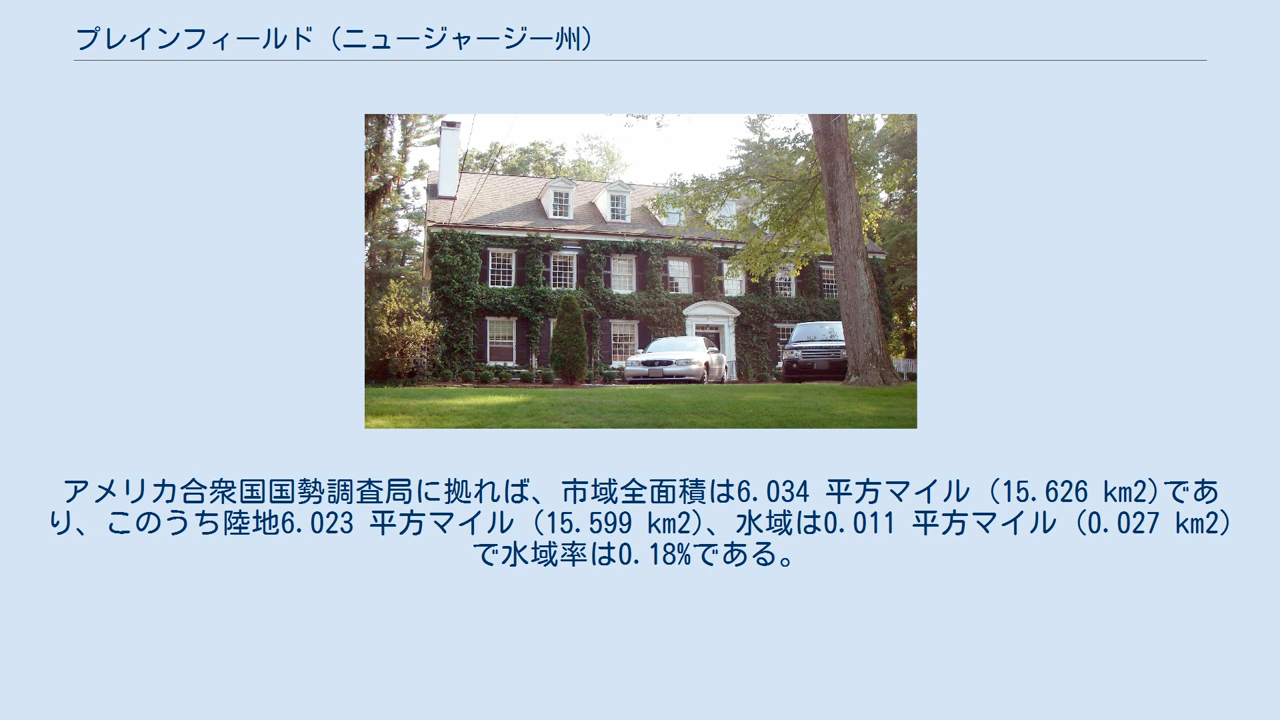 プレインフィールド (ニュージャージー州)
アメリカ合衆国国勢調査局に拠れば、市域全面積は6.034 平方マイル (15.626 km2)であ
り、このうち陸地6.023 平方マイル (15.599 km2)、水域は0.011 平方マイル (0.027 km2)
で水域率は0.18%である。